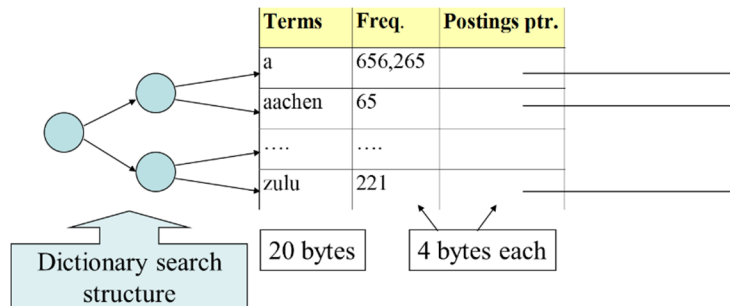 Terms Freq. Postings ptr.
a 656,265
aachen 65
.... ....
zulu 221
20 bytes 4 bytes each
Dictionary search
structure